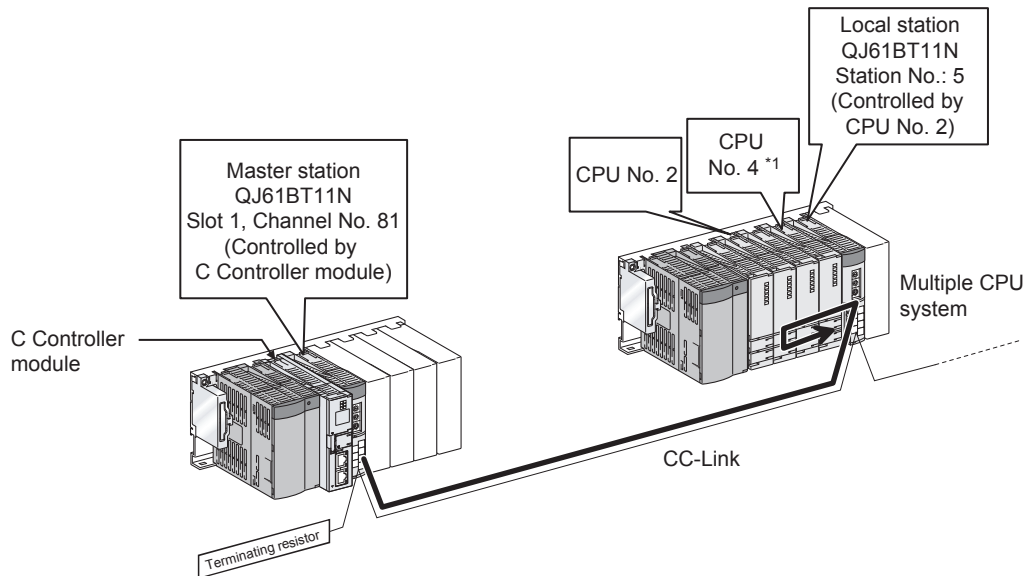 Local station
QJ61BT11N
Station No.: 5
(Controlled by
CPU No. 2)
CPU
No. 4 *1
CPU No. 2
Master station
QJ61BT11N
Slot 1, Channel No. 81
(Controlled by
C Controller module)
Multiple CPU
system
C Controller
module
CC-Link
Terminating resistor